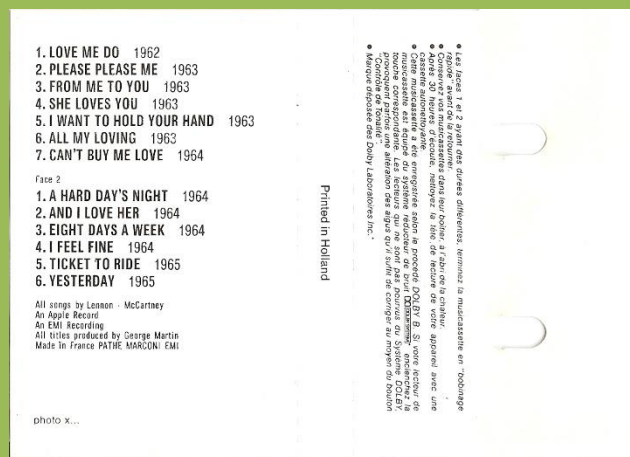 1. LOVE ME DO 1962
2. PLEASE PLEASE ME 1963
3. FROM ME TO YOU 1963
4. SHE LOVES YOU 1963
5. I WANT TO HOLD YOUR HAND 1963
6. ALL MY LOVING 1963
7. CAN'T BUY ME LOVE 1964
Face 2
1. A HARD DAY'S NIGHT 1964
2. AND I LOVE HER 1964
3. EIGHT DAYS A WEEK 1964
4. I FEEL FINE 1964
5. TICKET TO RIDE 1965
6. YESTERDAY 1965
All songs by Lennon - McCartney
An Apple Record
An EMI Recording
All titles produced by George Martin
Made in France PATHE MARCONI EMI
photo x...
Printed in Holland
• Les faces 1 et 2 ayant des durées différentes, terminez la musicassette en "bobinage
rapide" avant de la retourner.
• Conservez vos musicassettes dans leur boîtier, à l'abri de la chaleur.
• Après 30 heures d'écoute, nettoyez la tête de lecture de votre appareil avec une
cassette autonettoyante.
• Cette musicassette a été enregistrée selon le procédé DOLBY B. Si votre lecteur de
musicassette est équipé du système réducteur de bruit DOLBY SYSTEM enclenchez la
touche correspondante. Les lecteurs qui ne sont pas pourvus du Système DOLBY,
provoquent parfois une altération des aigus qu'il suffit de corriger au moyen du bouton
"Contrôle de Tonalité".
• Marque déposée des Dolby Laboratoires Inc."